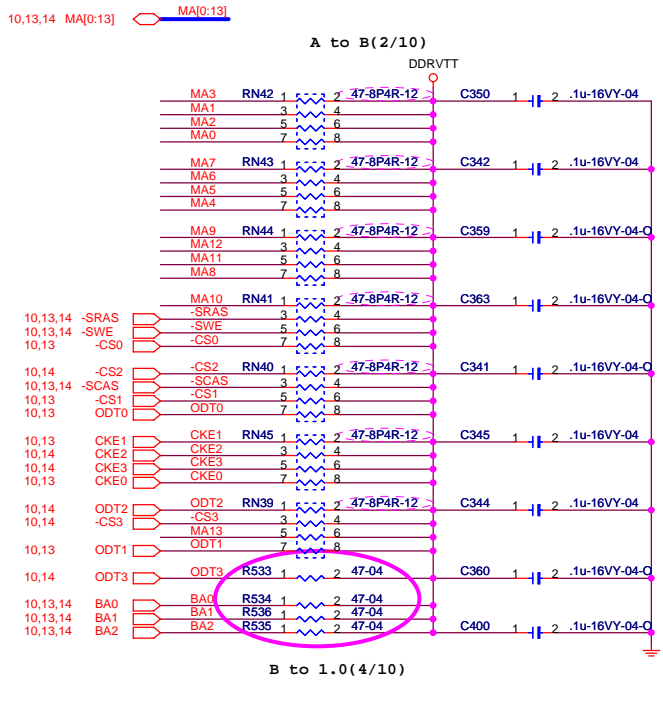 10,13,14 MA[0:13] MA[0:13]
A to B(2/10)
DDRVTT
MA3 RN42 1 2 47-8P4R-12 C350 1 2 .1u-16VY-04
MA1 3 4
MA2 5 6
MA0 7 8
MA7 RN43 1 2 47-8P4R-12 C342 1 2 .1u-16VY-04
MA6 3 4
MA5 5 6
MA4 7 8
MA9 RN44 1 2 47-8P4R-12 C359 1 2 .1u-16VY-04-O
MA12 3 4
MA11 5 6
MA8 7 8
MA10 RN41 1 2 47-8P4R-12 C363 1 2 .1u-16VY-04-O
10,13,14 -SRAS -SRAS 3 4
10,13,14 -SWE -SWE 5 6
10,13 -CS0 -CS0 7 8
10,14 -CS2 -CS2 RN40 1 2 47-8P4R-12 C341 1 2 .1u-16VY-04-O
10,13,14 -SCAS -SCAS 3 4
10,13 -CS1 -CS1 5 6
10,13 ODT0 ODT0 7 8
10,13 CKE1 CKE1 RN45 1 2 47-8P4R-12 C345 1 2 .1u-16VY-04
10,14 CKE2 CKE2 3 4
10,14 CKE3 CKE3 5 6
10,13 CKE0 CKE0 7 8
10,14 ODT2 ODT2 RN39 1 2 47-8P4R-12 C344 1 2 .1u-16VY-04
10,14 -CS3 -CS3 3 4
MA13 5 6
10,13 ODT1 ODT1 7 8
10,14 ODT3 ODT3 R533 1 2 47-04 C360 1 2 .1u-16VY-04-O
10,13,14 BA0 BA0 R534 1 2 47-04
10,13,14 BA1 BA1 R536 1 2 47-04
10,13,14 BA2 BA2 R535 1 2 47-04 C400 1 2 .1u-16VY-04-O
B to 1.0(4/10)